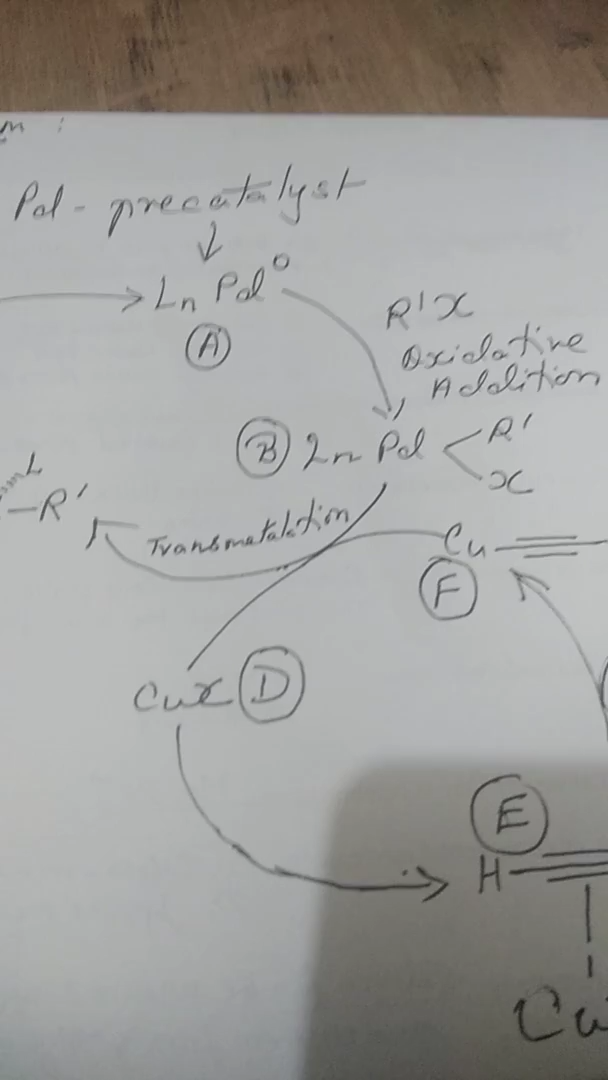 m :
Pd - precatalyst
↓
Ln Pd⁰
A
R'X
Oxidative
Addition
B Ln Pd < R'
X
L
-R'
Transmetalation
Cu-≡-
F
CuX D
E
H-≡
Cu